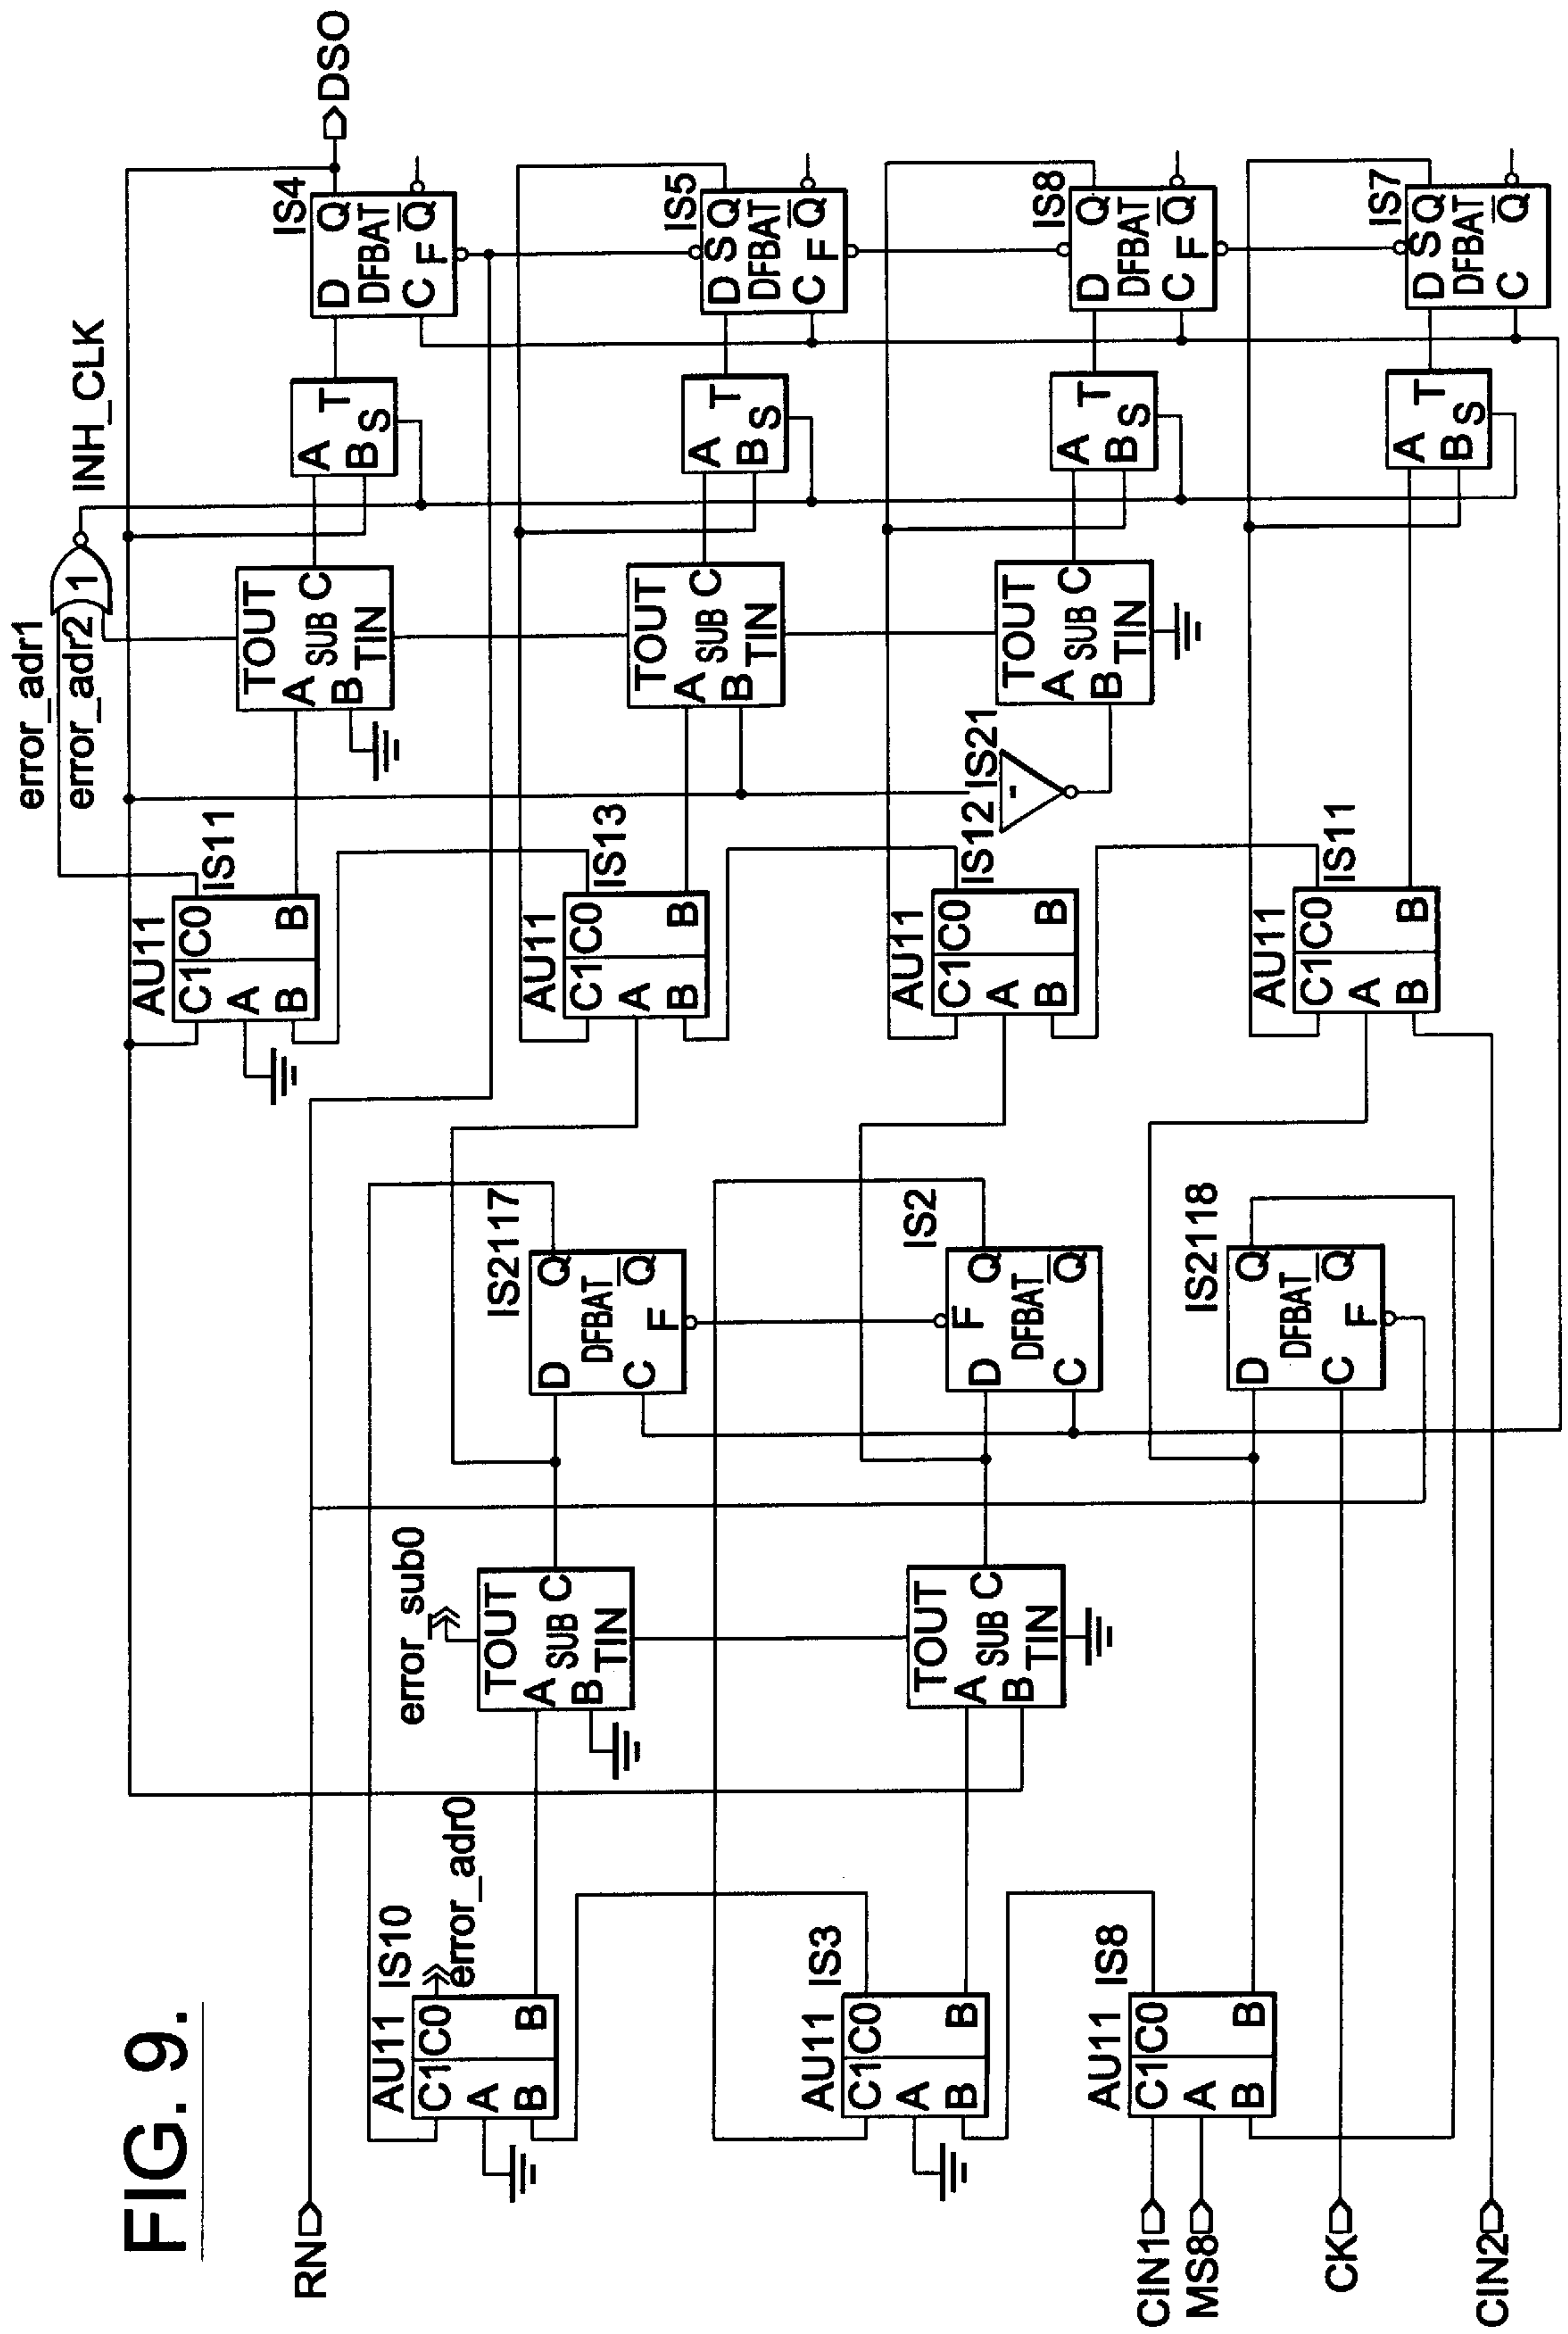 FIG. 9.
RN
CIN1
MS8
CK
CIN2
AU11
IS10
C1 C0
A
B B
error_adr0
AU11
IS3
C1 C0
A
B B
AU11
IS8
C1 C0
A
B B
error_sub0
TOUT
A SUB C
B TIN
TOUT
A SUB C
B TIN
IS2117
D Q
DFBAT
C F Q
IS2
F
D Q
DFBAT
C Q
IS2118
D Q
DFBAT
C F Q
AU11
IS11
C1 C0
A
B B
AU11
IS13
C1 C0
A
B B
AU11
IS12
C1 C0
A
B B
AU11
IS11
C1 C0
A
B B
IS21
-
error_adr1
error_adr2
1
INH_CLK
TOUT
A SUB C
B TIN
TOUT
A SUB C
B TIN
TOUT
A SUB C
B TIN
A T
B S
A T
B S
A T
B S
A T
B S
IS4
D Q
DFBAT
C F Q
DSO
IS5
D S Q
DFBAT
C F Q
IS8
D Q
DFBAT
C F Q
IS7
D S Q
DFBAT
C Q